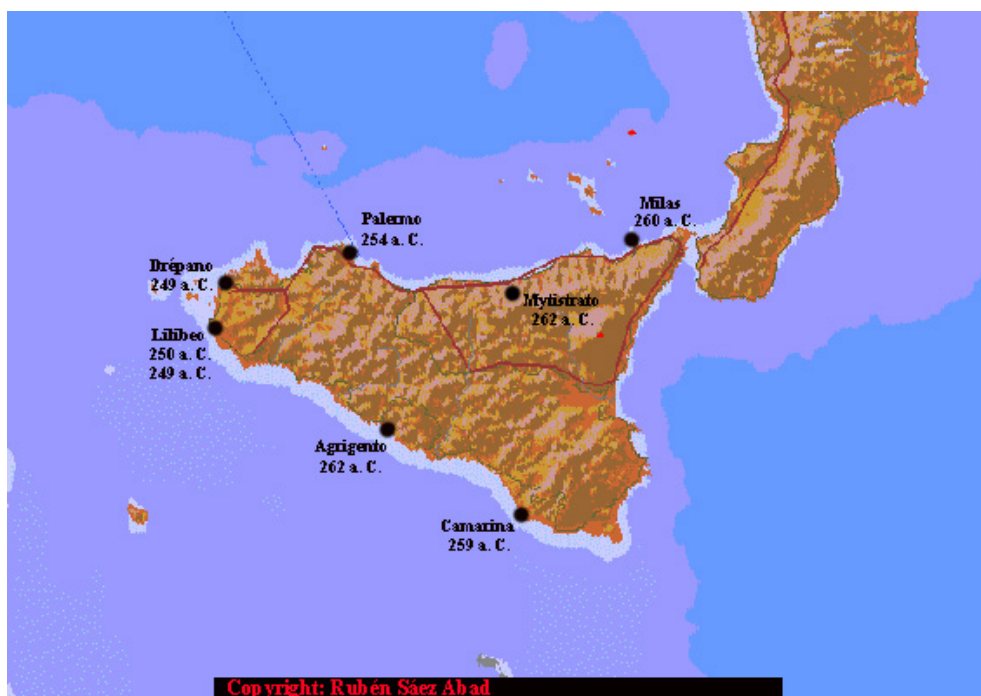 Milas
260 a. C.
Palermo
254 a. C.
Drépano
249 a. C.
Mytistrato
262 a. C.
Lilibeo
250 a. C.
249 a. C.
Agrigento
262 a. C.
Camarina
259 a. C.
Copyright: Rubén Sáez Abad